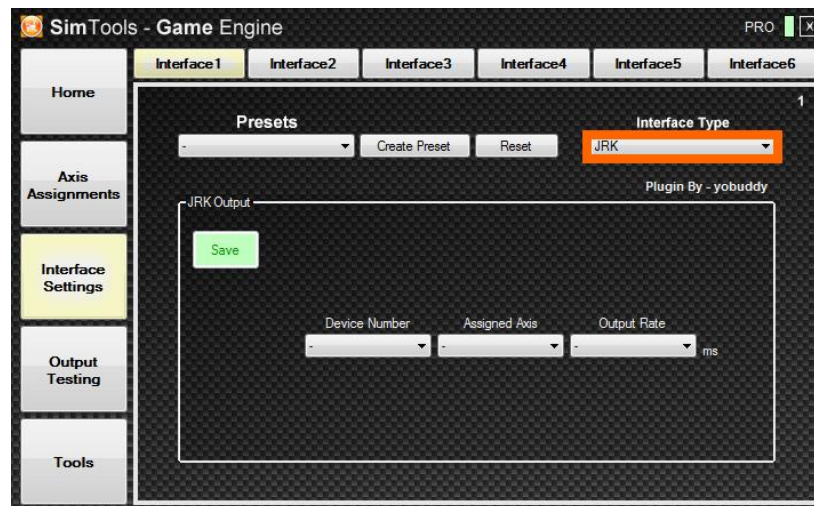 SimTools - Game Engine PRO X
Interface1 Interface2 Interface3 Interface4 Interface5 Interface6
Home
1
Presets Interface Type
- Create Preset Reset JRK
Axis
Assignments
Plugin By - yobuddy
JRK Output
Save
Interface
Settings
Device Number Assigned Axis Output Rate
- - - ms
Output
Testing
Tools